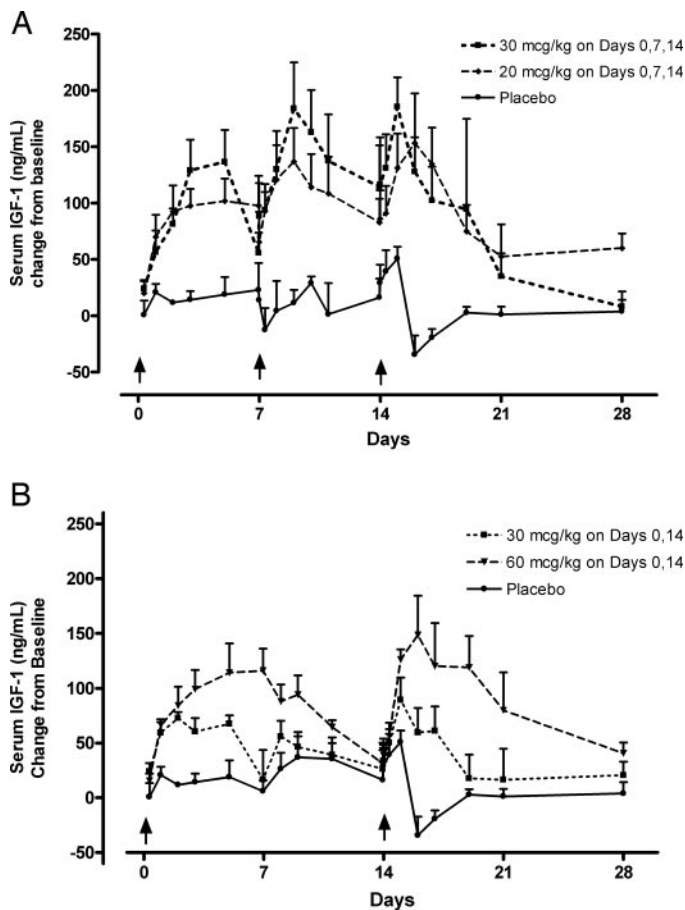 A
250
200
150
100
50
0
-50
Serum IGF-1 (ng/mL)
change from baseline
30 mcg/kg on Days 0,7,14
20 mcg/kg on Days 0,7,14
Placebo
0 7 14 21 28
Days
B
250
200
150
100
50
0
-50
Serum IGF-1 (ng/mL)
Change from Baseline
30 mcg/kg on Days 0,14
60 mcg/kg on Days 0,14
Placebo
0 7 14 21 28
Days